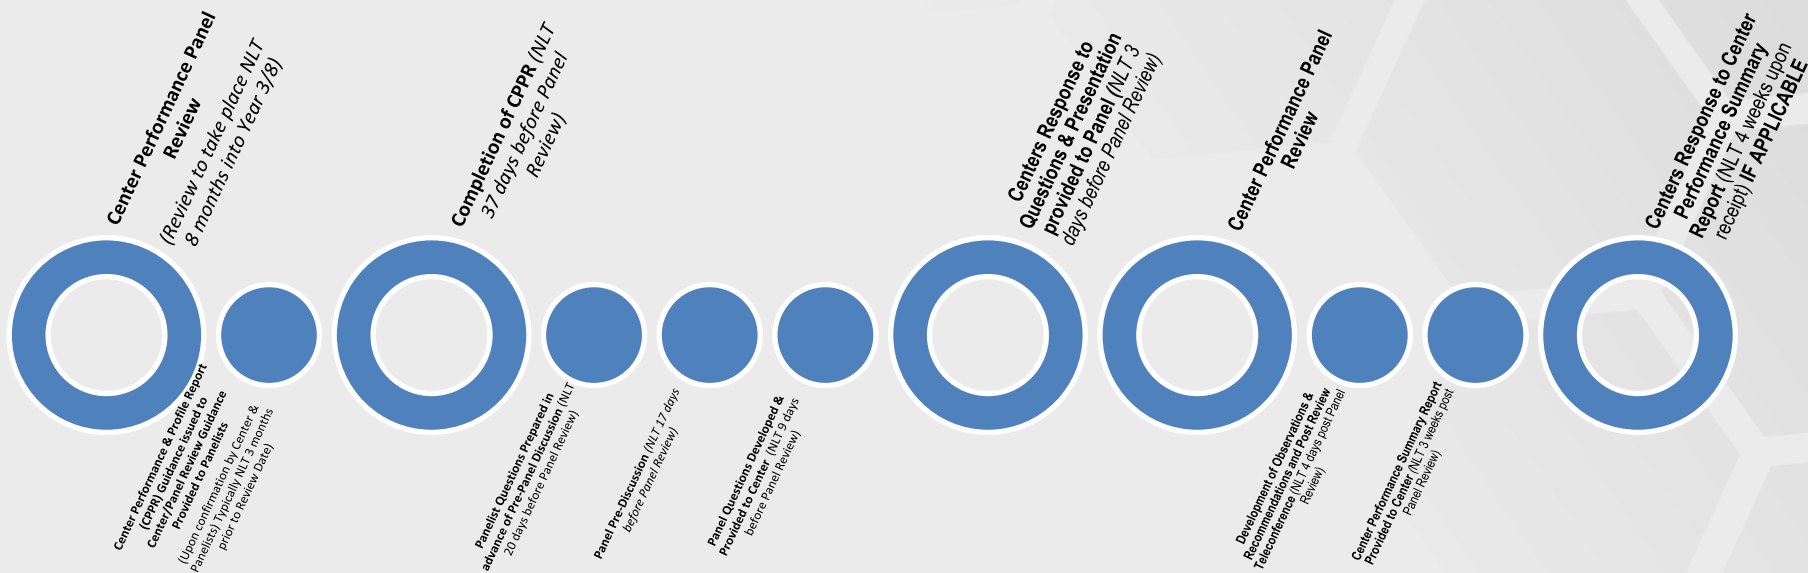 Center Performance Panel
Review
(Review to take place NLT
8 months into Year 3/8)
Center Performance & Profile Report
(CPPR) Guidance issued to
Center/Panel Review Guidance
Provided to Panelists
(Upon confirmation by Center &
Panelists) Typically NLT 3 months
prior to Review Date)
Completion of CPPR (NLT
37 days before Panel
Review)
Panelist Questions Prepared in
advance of Pre-Panel Discussion (NLT
20 days before Panel Review)
Panel Pre-Discussion (NLT 17 days
before Panel Review)
Panel Questions Developed &
Provided to Center (NLT 9 days
before Panel Review)
Centers Response to
Questions & Presentation
provided to Panel (NLT 3
days before Panel Review)
Center Performance Panel
Review
Development of Observations &
Recommendations and Post Review
Teleconference (NLT 4 days post Panel
Review)
Center Performance Summary Report
Provided to Center (NLT 3 weeks post
Panel Review)
Centers Response to Center
Performance Summary
Report (NLT 4 weeks upon
receipt) IF APPLICABLE